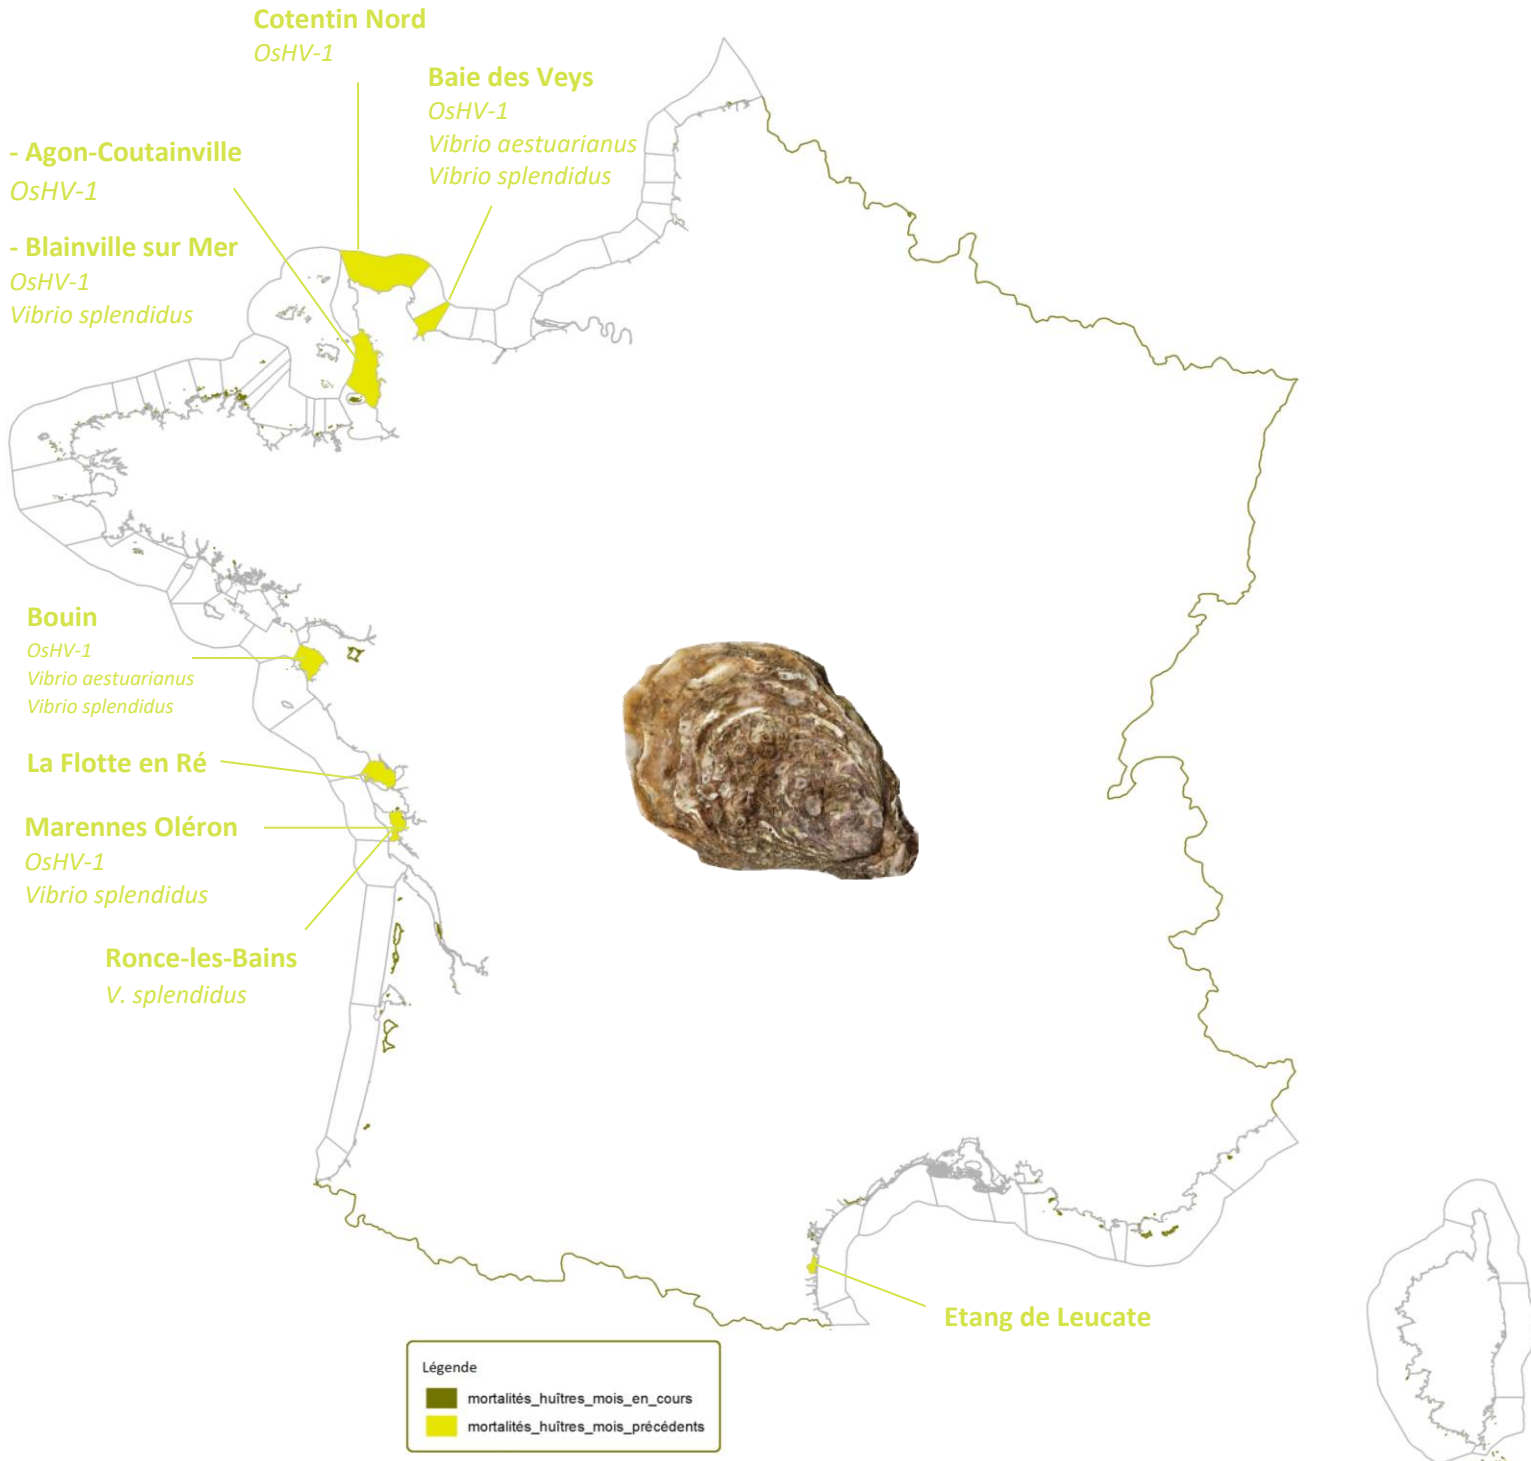 Cotentin Nord
OsHV-1
Baie des Veys
OsHV-1
Vibrio aestuarianus
Vibrio splendidus
- Agon-Coutainville
OsHV-1
- Blainville sur Mer
OsHV-1
Vibrio splendidus
Bouin
OsHV-1
Vibrio aestuarianus
Vibrio splendidus
La Flotte en Ré
Marennes Oléron
OsHV-1
Vibrio splendidus
Ronce-les-Bains
V. splendidus
Etang de Leucate
Légende
mortalités_huîtres_mois_en_cours
mortalités_huîtres_mois_précédents